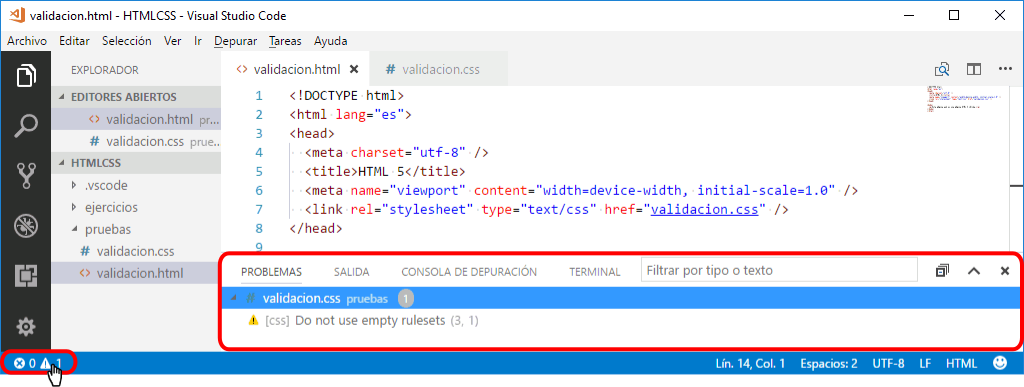 validacion.html - HTMLCSS - Visual Studio Code
Archivo Editar Selección Ver Ir Depurar Tareas Ayuda
EXPLORADOR
EDITORES ABIERTOS
<> validacion.html pr...
# validacion.css prue...
HTMLCSS
.vscode
ejercicios
pruebas
# validacion.css
<> validacion.html
<> validacion.html
# validacion.css
1 <!DOCTYPE html>
2 <html lang="es">
3 <head>
4 <meta charset="utf-8" />
5 <title>HTML 5</title>
6 <meta name="viewport" content="width=device-width, initial-scale=1.0" />
7 <link rel="stylesheet" type="text/css" href="validacion.css" />
8 </head>
9
PROBLEMAS SALIDA CONSOLA DE DEPURACIÓN TERMINAL Filtrar por tipo o texto
# validacion.css pruebas 1
[css] Do not use empty rulesets (3, 1)
0 1 Lín. 14, Col. 1 Espacios: 2 UTF-8 LF HTML